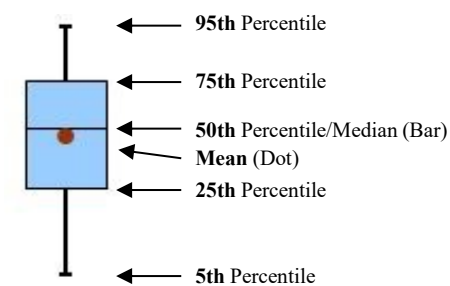 95th Percentile
75th Percentile
50th Percentile/Median (Bar)
Mean (Dot)
25th Percentile
5th Percentile